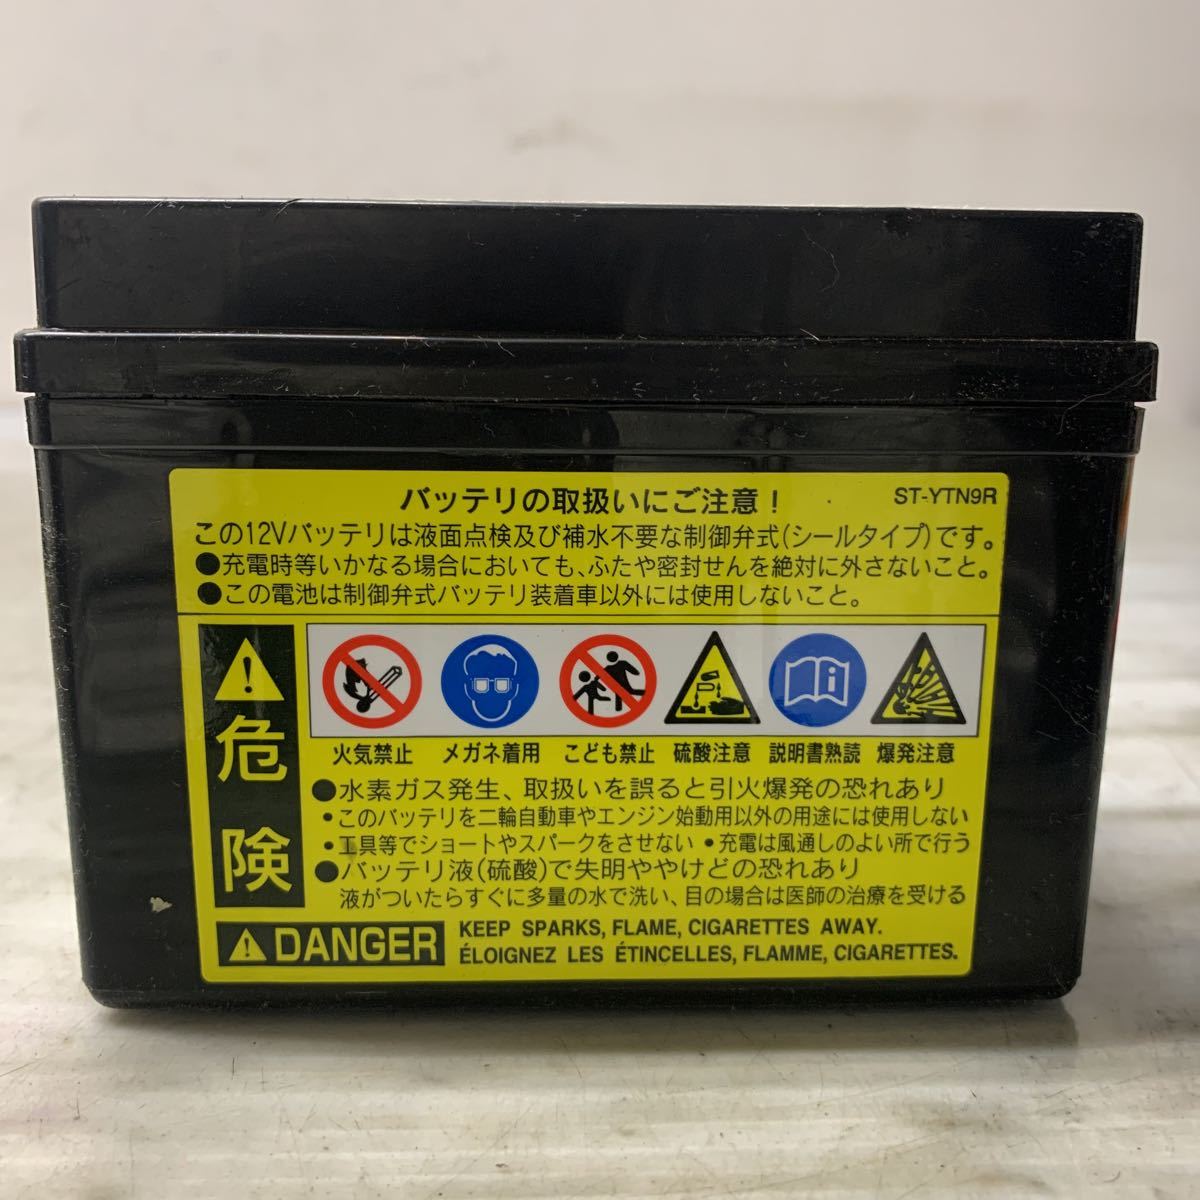 バッテリの取扱いにご注意！ ST-YTN9R
この12Vバッテリは液面点検及び補水不要な制御弁式(シールタイプ)です。
●充電時等いかなる場合においても、ふたや密封せんを絶対に外さないこと。
●この電池は制御弁式バッテリ装着車以外には使用しないこと。
危険
火気禁止 メガネ着用 こども禁止 硫酸注意 説明書熟読 爆発注意
●水素ガス発生、取扱いを誤ると引火爆発の恐れあり
・このバッテリを二輪自動車やエンジン始動用以外の用途には使用しない
・工具等でショートやスパークをさせない ・充電は風通しのよい所で行う
●バッテリ液(硫酸)で失明ややけどの恐れあり
液がついたらすぐに多量の水で洗い、目の場合は医師の治療を受ける
DANGER
KEEP SPARKS, FLAME, CIGARETTES AWAY.
ÉLOIGNEZ LES ÉTINCELLES, FLAMME, CIGARETTES.